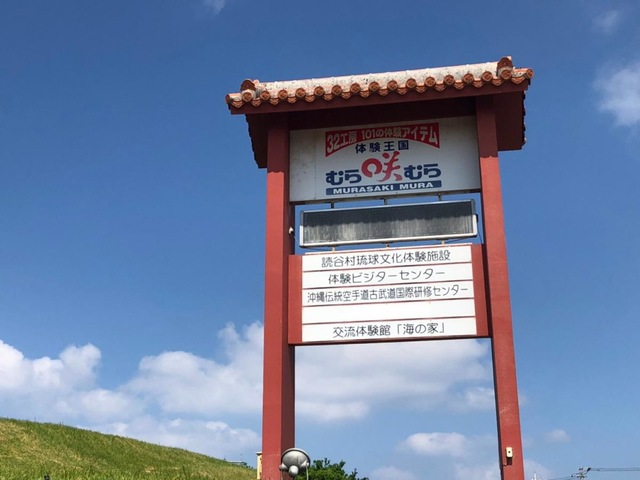 32工房 101の体験アイテム
体験王国
むら咲むら
MURASAKI MURA
読谷村琉球文化体験施設
体験ビジターセンター
沖縄伝統空手道古武道国際研修センター
交流体験館「海の家」